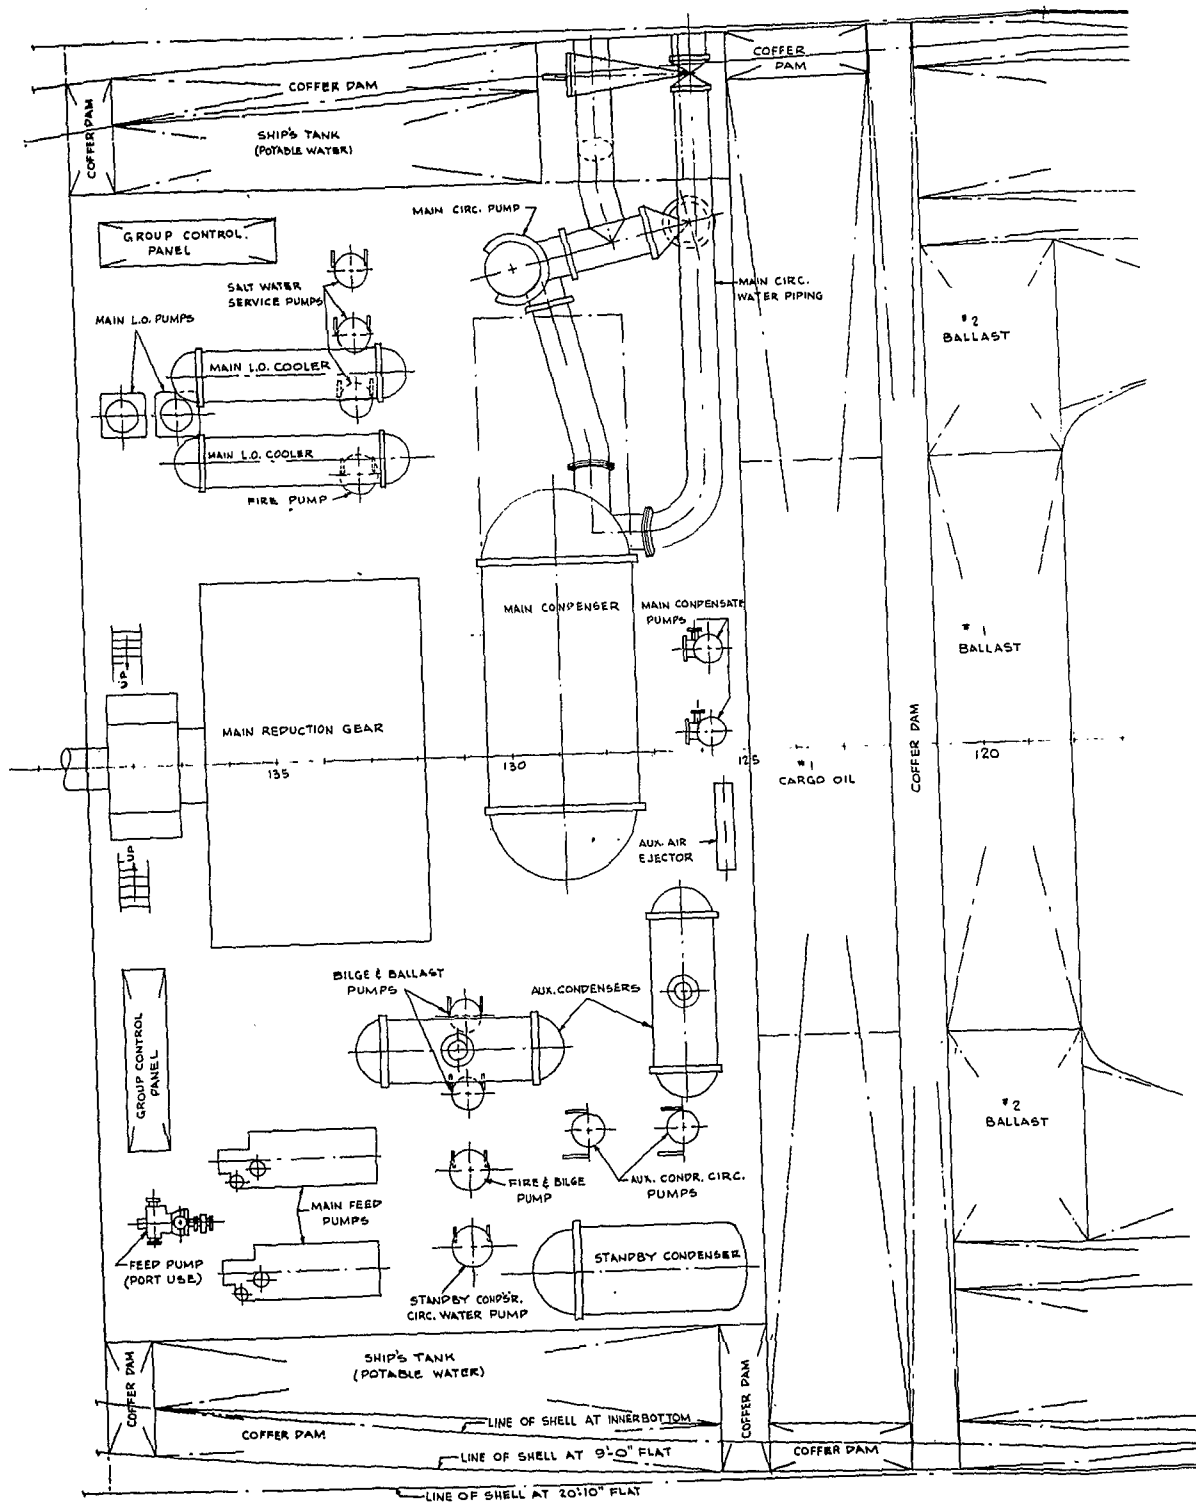 COFFER
DAM
COFFER DAM
COFFER DAM
SHIP'S TANK
(POTABLE WATER)
MAIN CIRC. PUMP
GROUP CONTROL.
PANEL
SALT WATER
SERVICE PUMPS
MAIN CIRC.
WATER PIPING
MAIN L.O. PUMPS
#2
BALLAST
MAIN L.O. COOLER
MAIN L.O. COOLER
FIRE PUMP
MAIN CONDENSER
MAIN CONDENSATE
PUMPS
#1
BALLAST
UP
MAIN REDUCTION GEAR
COFFER DAM
135
130
125
120
#1
CARGO OIL
UP
AUX. AIR
EJECTOR
BILGE & BALLAST
PUMPS
AUX. CONDENSERS
GROUP CONTROL
PANEL
#2
BALLAST
FIRE & BILGE
PUMP
AUX. CONDR. CIRC.
PUMPS
MAIN FEED
PUMPS
FEED PUMP
(PORT USE)
STANDBY CONDENSER
STANDBY COND'S'R.
CIRC. WATER PUMP
SHIP'S TANK
(POTABLE WATER)
COFFER DAM
COFFER DAM
LINE OF SHELL AT INNERBOTTOM
COFFER DAM
COFFER DAM
LINE OF SHELL AT 9'-0" FLAT
LINE OF SHELL AT 20'-10" FLAT